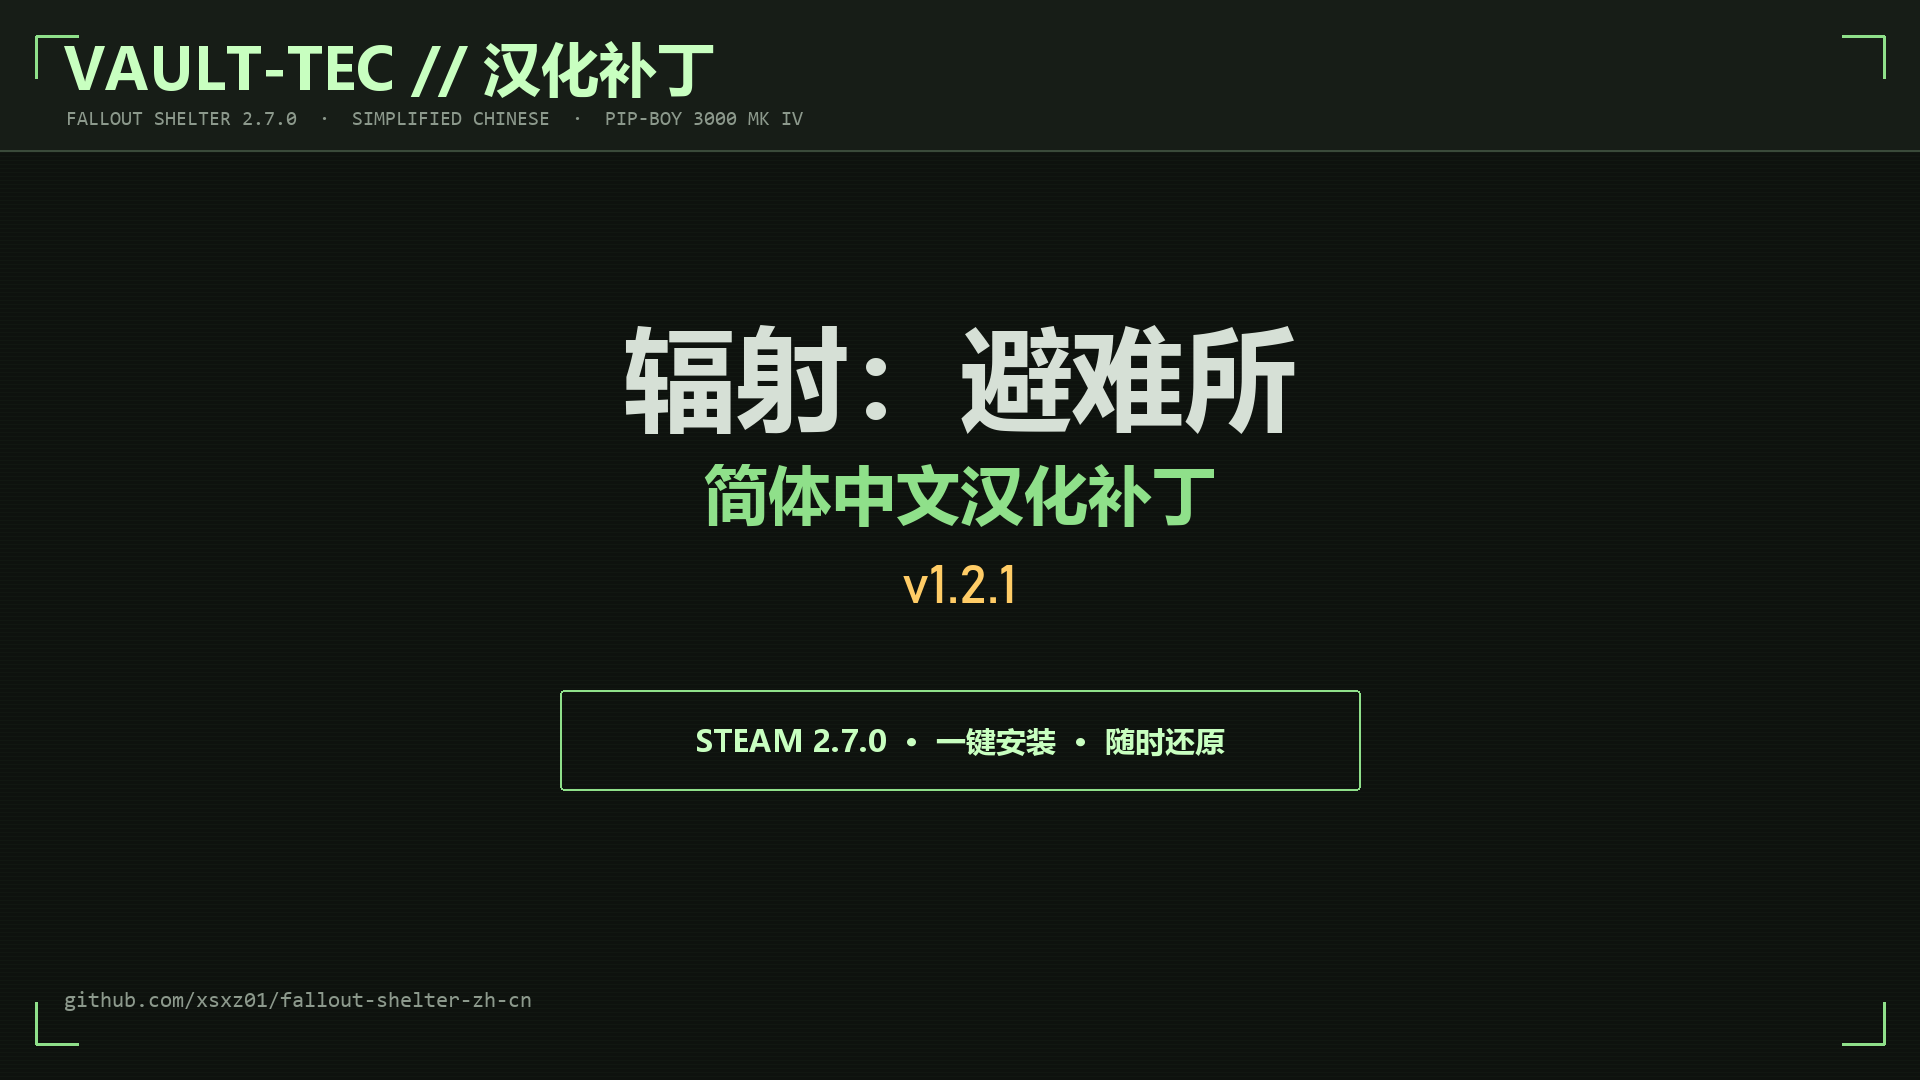 VAULT-TEC // 汉化补丁
FALLOUT SHELTER 2.7.0 · SIMPLIFIED CHINESE · PIP-BOY 3000 MK IV
辐射：避难所
简体中文汉化补丁
v1.2.1
STEAM 2.7.0 • 一键安装 • 随时还原
github.com/xsxz01/fallout-shelter-zh-cn